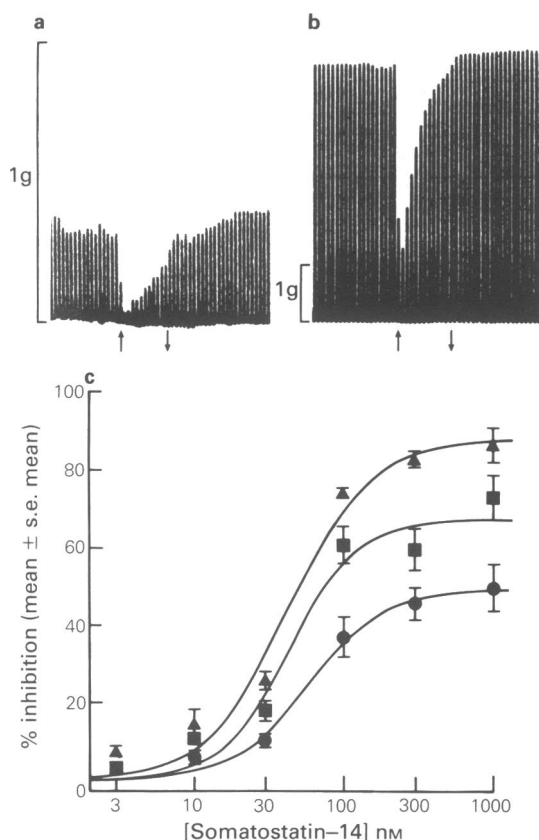 a
b
1g
1g
c
100
80
60
40
20
0
% inhibition (mean ± s.e. mean)
3 10 30 100 300 1000
[Somatostatin–14] nM